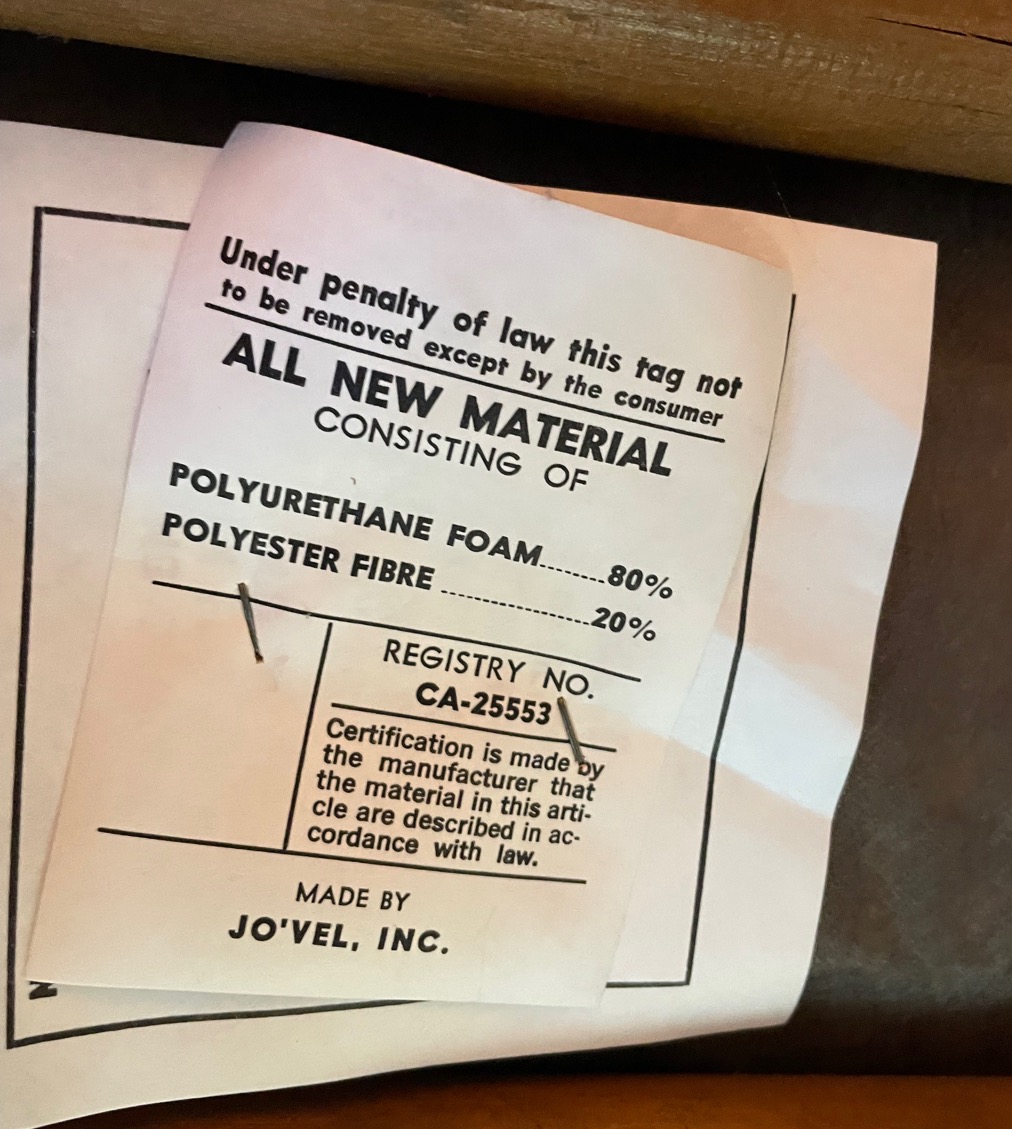 Under penalty of law this tag not
to be removed except by the consumer
ALL NEW MATERIAL
CONSISTING OF
POLYURETHANE FOAM........80%
POLYESTER FIBRE .................20%
REGISTRY NO.
CA-25553
Certification is made by
the manufacturer that
the material in this arti-
cle are described in ac-
cordance with law.
MADE BY
JO'VEL, INC.